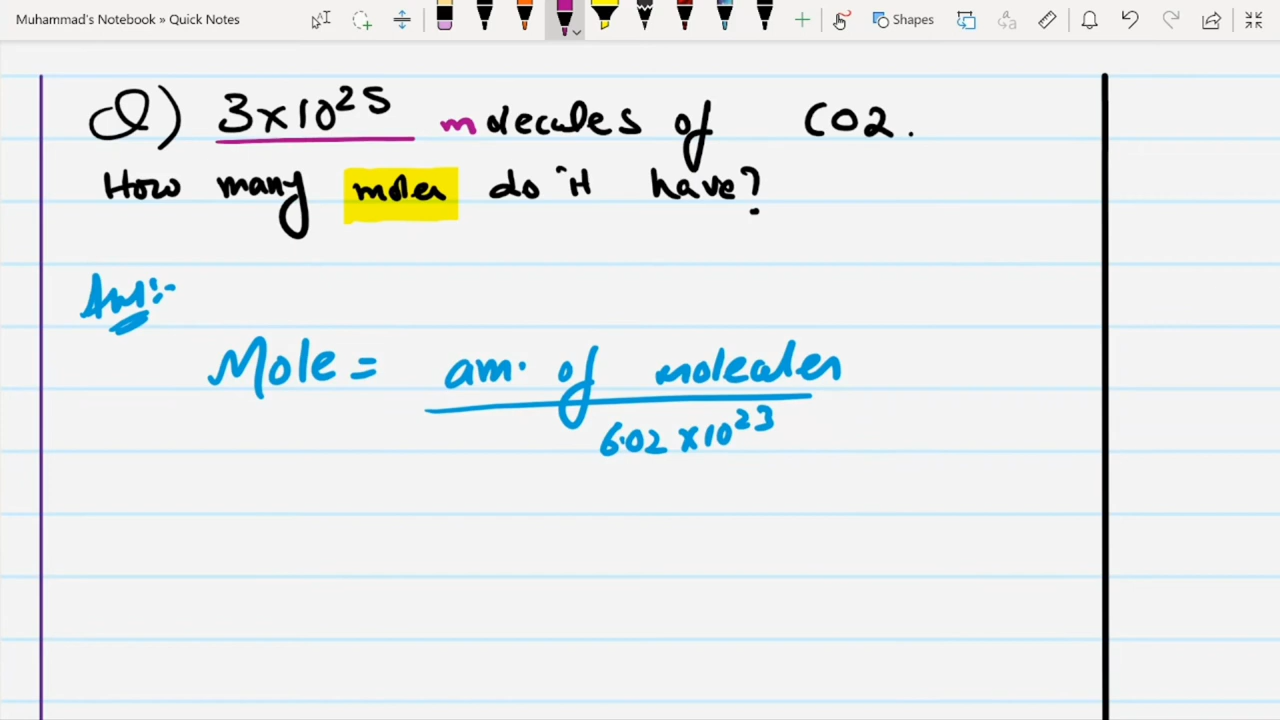 Muhammad's Notebook » Quick Notes
Shapes
Q) 3x10²⁵ molecules of CO2.
How many moles do it have?
Ans:-
Mole = am. of molecules
6.02 x10²³